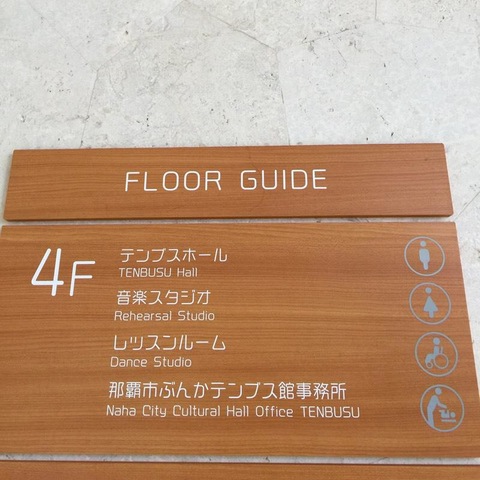 FLOOR GUIDE
4F
テンブスホール
TENBUSU Hall
音楽スタジオ
Rehearsal Studio
レッスンルーム
Dance Studio
那覇市ぶんかテンブス館事務所
Naha City Cultural Hall Office TENBUSU